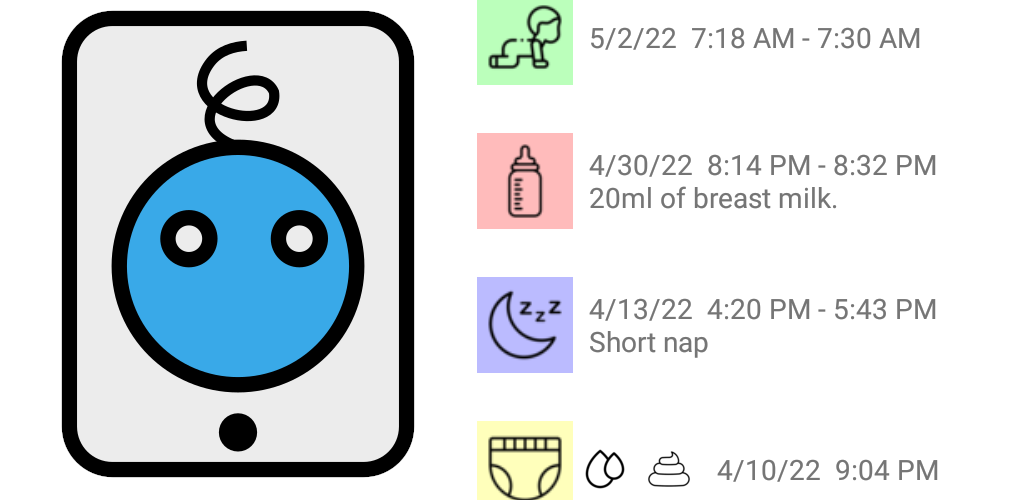 5/2/22 7:18 AM - 7:30 AM
4/30/22 8:14 PM - 8:32 PM
20ml of breast milk.
zzz
4/13/22 4:20 PM - 5:43 PM
Short nap
4/10/22 9:04 PM